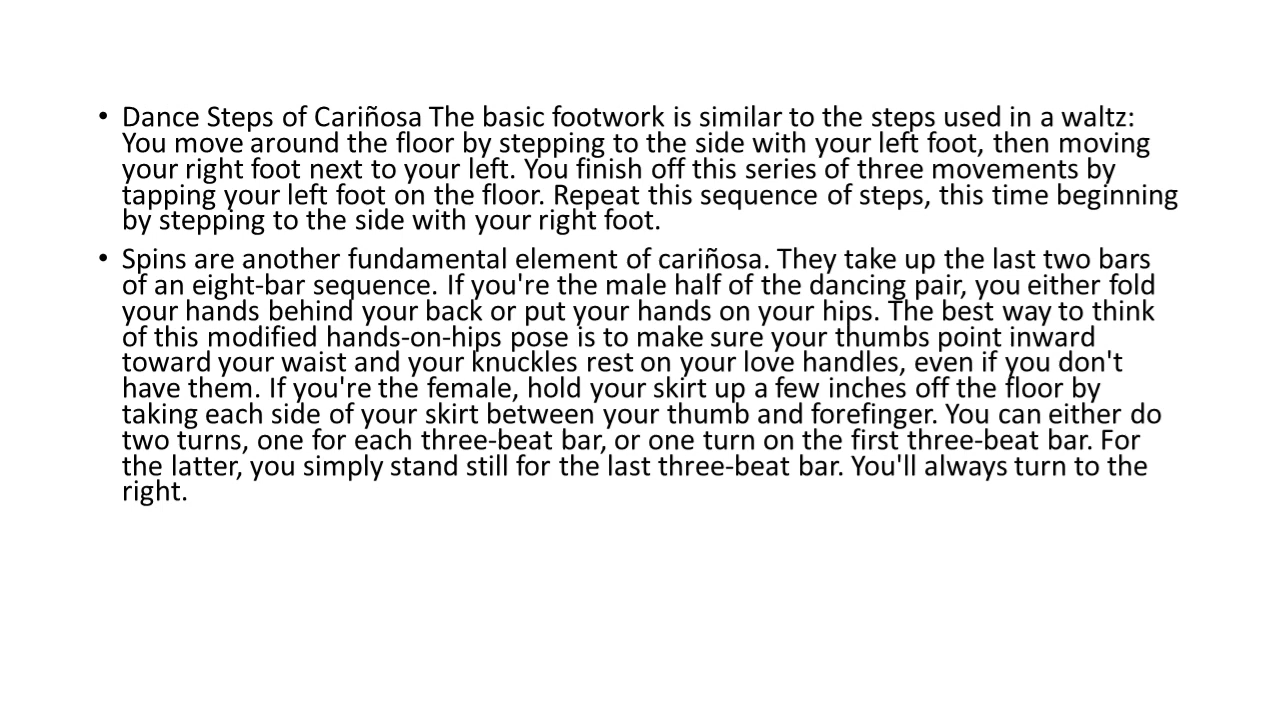 • Dance Steps of Cariñosa The basic footwork is similar to the steps used in a waltz:
You move around the floor by stepping to the side with your left foot, then moving
your right foot next to your left. You finish off this series of three movements by
tapping your left foot on the floor. Repeat this sequence of steps, this time beginning
by stepping to the side with your right foot.
• Spins are another fundamental element of cariñosa. They take up the last two bars
of an eight-bar sequence. If you're the male half of the dancing pair, you either fold
your hands behind your back or put your hands on your hips. The best way to think
of this modified hands-on-hips pose is to make sure your thumbs point inward
toward your waist and your knuckles rest on your love handles, even if you don't
have them. If you're the female, hold your skirt up a few inches off the floor by
taking each side of your skirt between your thumb and forefinger. You can either do
two turns, one for each three-beat bar, or one turn on the first three-beat bar. For
the latter, you simply stand still for the last three-beat bar. You'll always turn to the
right.